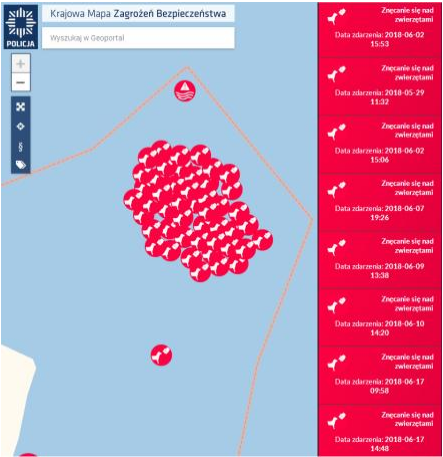 Krajowa Mapa Zagrożeń Bezpieczeństwa
Wyszukaj w Geoportal
POLICJA
+
−
§
Znęcanie się nad
zwierzętami
Data zdarzenia: 2018-06-02
15:53
Znęcanie się nad
zwierzętami
Data zdarzenia: 2018-05-29
11:32
Znęcanie się nad
zwierzętami
Data zdarzenia: 2018-06-02
15:06
Znęcanie się nad
zwierzętami
Data zdarzenia: 2018-06-07
19:26
Znęcanie się nad
zwierzętami
Data zdarzenia: 2018-06-09
13:38
Znęcanie się nad
zwierzętami
Data zdarzenia: 2018-06-10
14:20
Znęcanie się nad
zwierzętami
Data zdarzenia: 2018-06-17
09:58
Znęcanie się nad
zwierzętami
Data zdarzenia: 2018-06-17
14:48